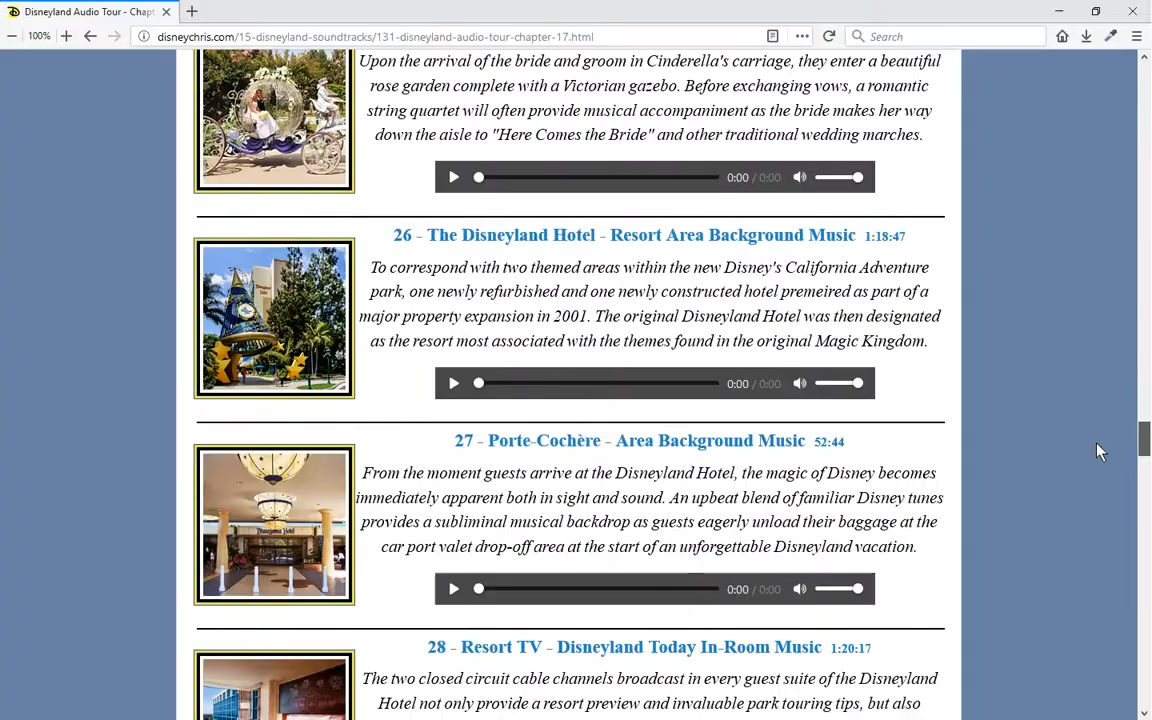 Disneyland Audio Tour - Chapt
100%
disneychris.com/15-disneyland-soundtracks/131-disneyland-audio-tour-chapter-17.html
Search
Upon the arrival of the bride and groom in Cinderella's carriage, they enter a beautiful
rose garden complete with a Victorian gazebo. Before exchanging vows, a romantic
string quartet will often provide musical accompaniment as the bride makes her way
down the aisle to "Here Comes the Bride" and other traditional wedding marches.
0:00 / 0:00
26 - The Disneyland Hotel - Resort Area Background Music 1:18:47
To correspond with two themed areas within the new Disney's California Adventure
park, one newly refurbished and one newly constructed hotel premeired as part of a
major property expansion in 2001. The original Disneyland Hotel was then designated
as the resort most associated with the themes found in the original Magic Kingdom.
0:00 / 0:00
27 - Porte-Cochère - Area Background Music 52:44
From the moment guests arrive at the Disneyland Hotel, the magic of Disney becomes
immediately apparent both in sight and sound. An upbeat blend of familiar Disney tunes
provides a subliminal musical backdrop as guests eagerly unload their baggage at the
car port valet drop-off area at the start of an unforgettable Disneyland vacation.
Disneyland Hotel
0:00 / 0:00
28 - Resort TV - Disneyland Today In-Room Music 1:20:17
The two closed circuit cable channels broadcast in every guest suite of the Disneyland
Hotel not only provide a resort preview and invaluable park touring tips, but also